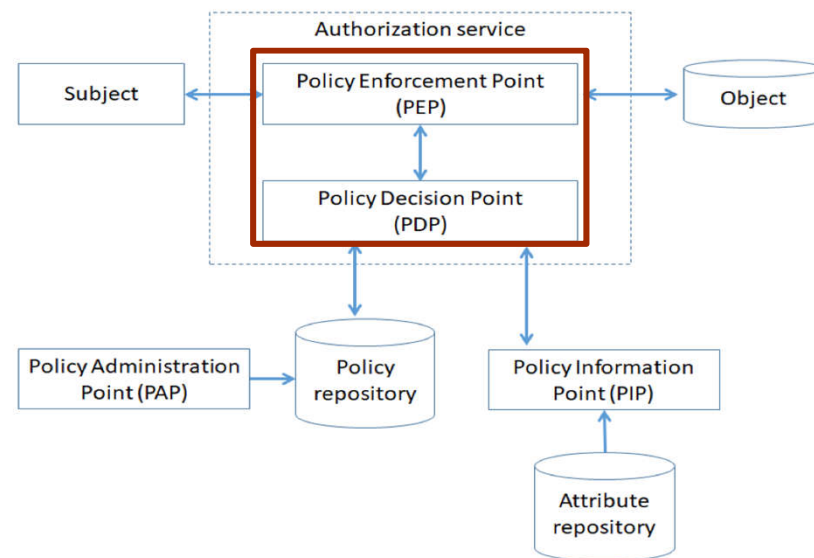 Authorization service
Subject
Policy Enforcement Point
(PEP)
Object
Policy Decision Point
(PDP)
Policy Administration
Point (PAP)
Policy
repository
Policy Information
Point (PIP)
Attribute
repository